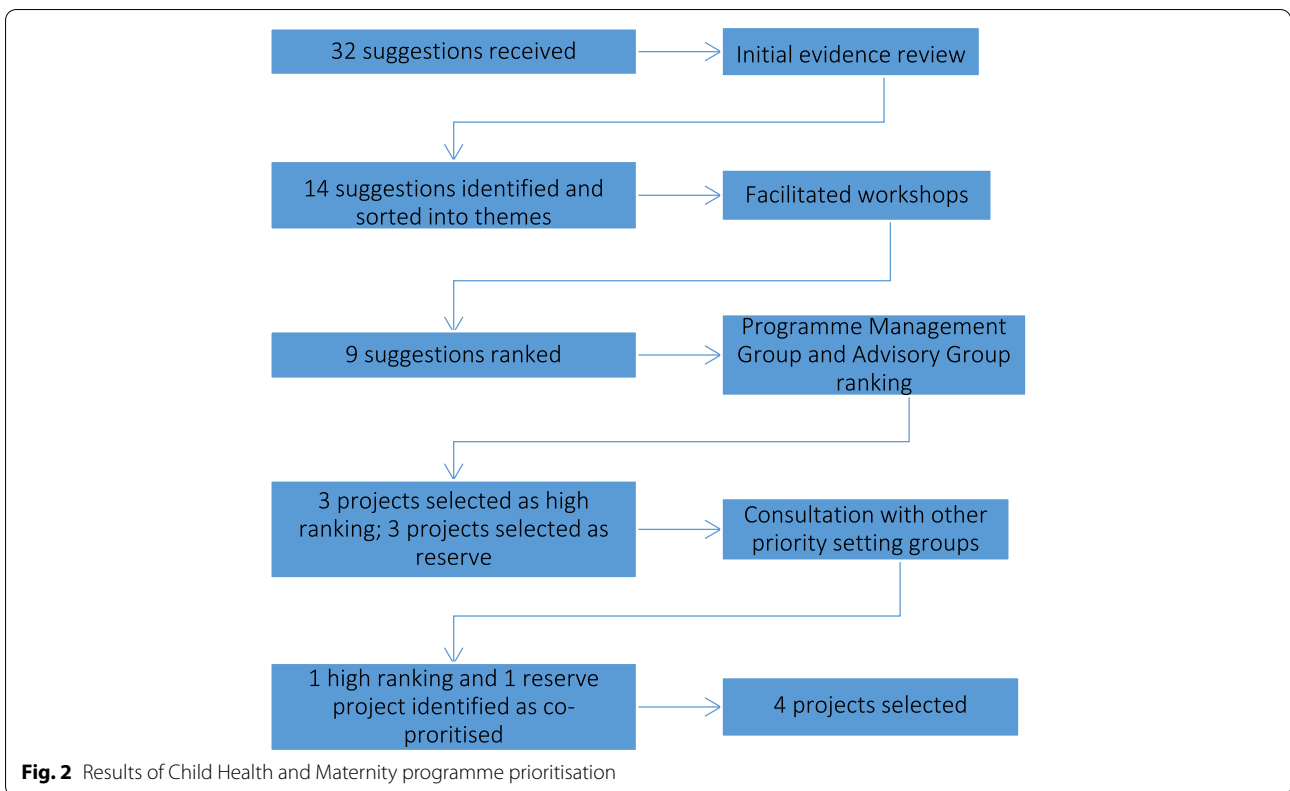 32 suggestions received
Initial evidence review
14 suggestions identified and
sorted into themes
Facilitated workshops
9 suggestions ranked
Programme Management
Group and Advisory Group
ranking
3 projects selected as high
ranking; 3 projects selected as
reserve
Consultation with other
priority setting groups
1 high ranking and 1 reserve
project identified as co-
proritised
4 projects selected
Fig. 2 Results of Child Health and Maternity programme prioritisation